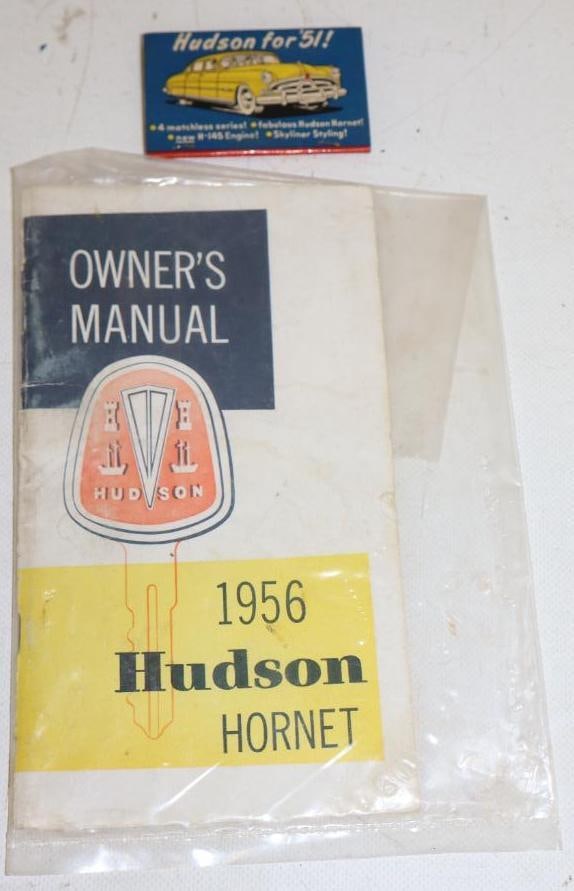 Hudson for '51!
• 4 matchless series! • fabulous Hudson Hornet!
• new H-145 Engine! • Skyliner Styling!
OWNER'S
MANUAL
HUDSON
1956
Hudson
HORNET